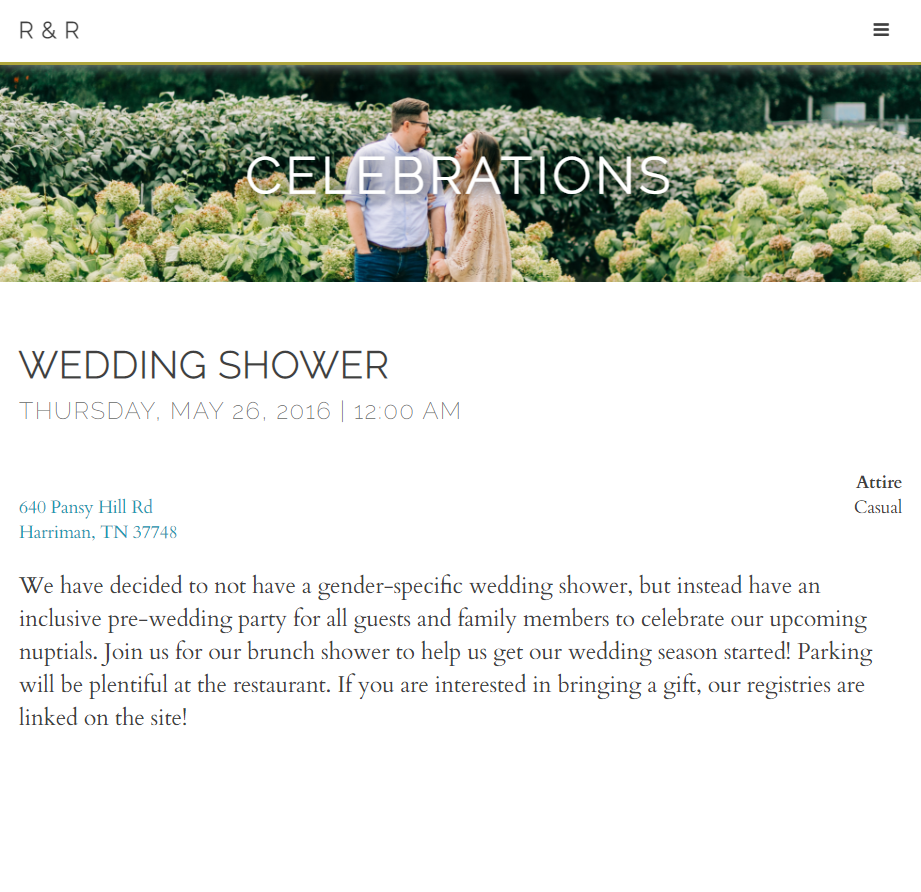 R & R
CELEBRATIONS
WEDDING SHOWER
THURSDAY, MAY 26, 2016 | 12:00 AM
Attire
640 Pansy Hill Rd
Casual
Harriman, TN 37748
We have decided to not have a gender-specific wedding shower, but instead have an
inclusive pre-wedding party for all guests and family members to celebrate our upcoming
nuptials. Join us for our brunch shower to help us get our wedding season started! Parking
will be plentiful at the restaurant. If you are interested in bringing a gift, our registries are
linked on the site!